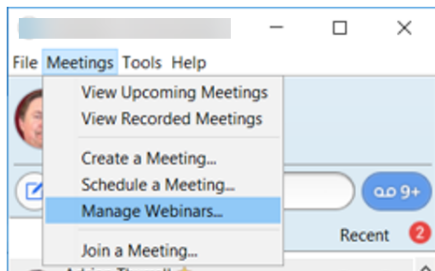 File Meetings Tools Help
View Upcoming Meetings
View Recorded Meetings
Create a Meeting...
Schedule a Meeting...
Manage Webinars...
Join a Meeting...
9+
Recent 2